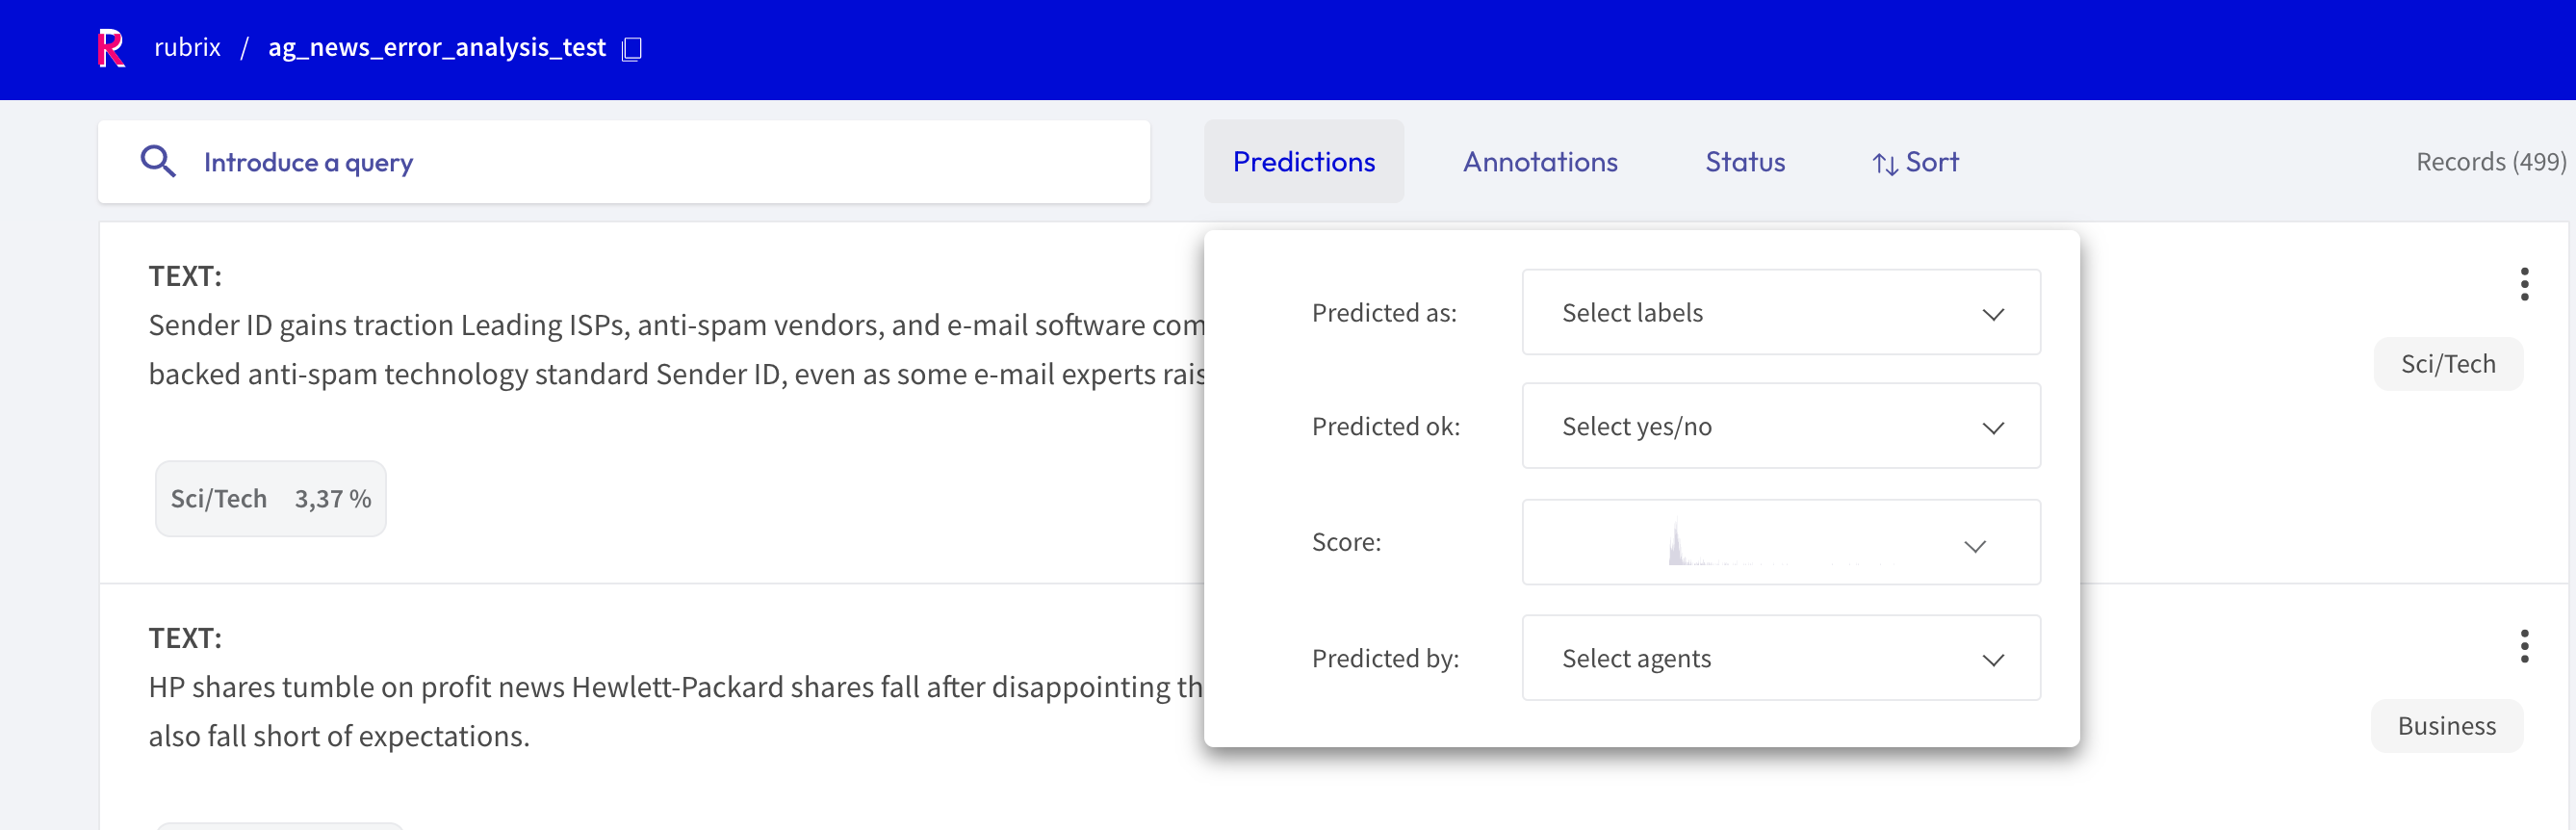 rubrix / ag_news_error_analysis_test
Introduce a query
Predictions
Annotations
Status
Sort
Records (499)
TEXT:
Sender ID gains traction Leading ISPs, anti-spam vendors, and e-mail software
backed anti-spam technology standard Sender ID, even as some e-mail experts
Sci/Tech
Sci/Tech 3,37 %
Predicted as: Select labels
Predicted ok: Select yes/no
Score:
Predicted by: Select agents
TEXT:
HP shares tumble on profit news Hewlett-Packard shares fall after disappointing
also fall short of expectations.
Business